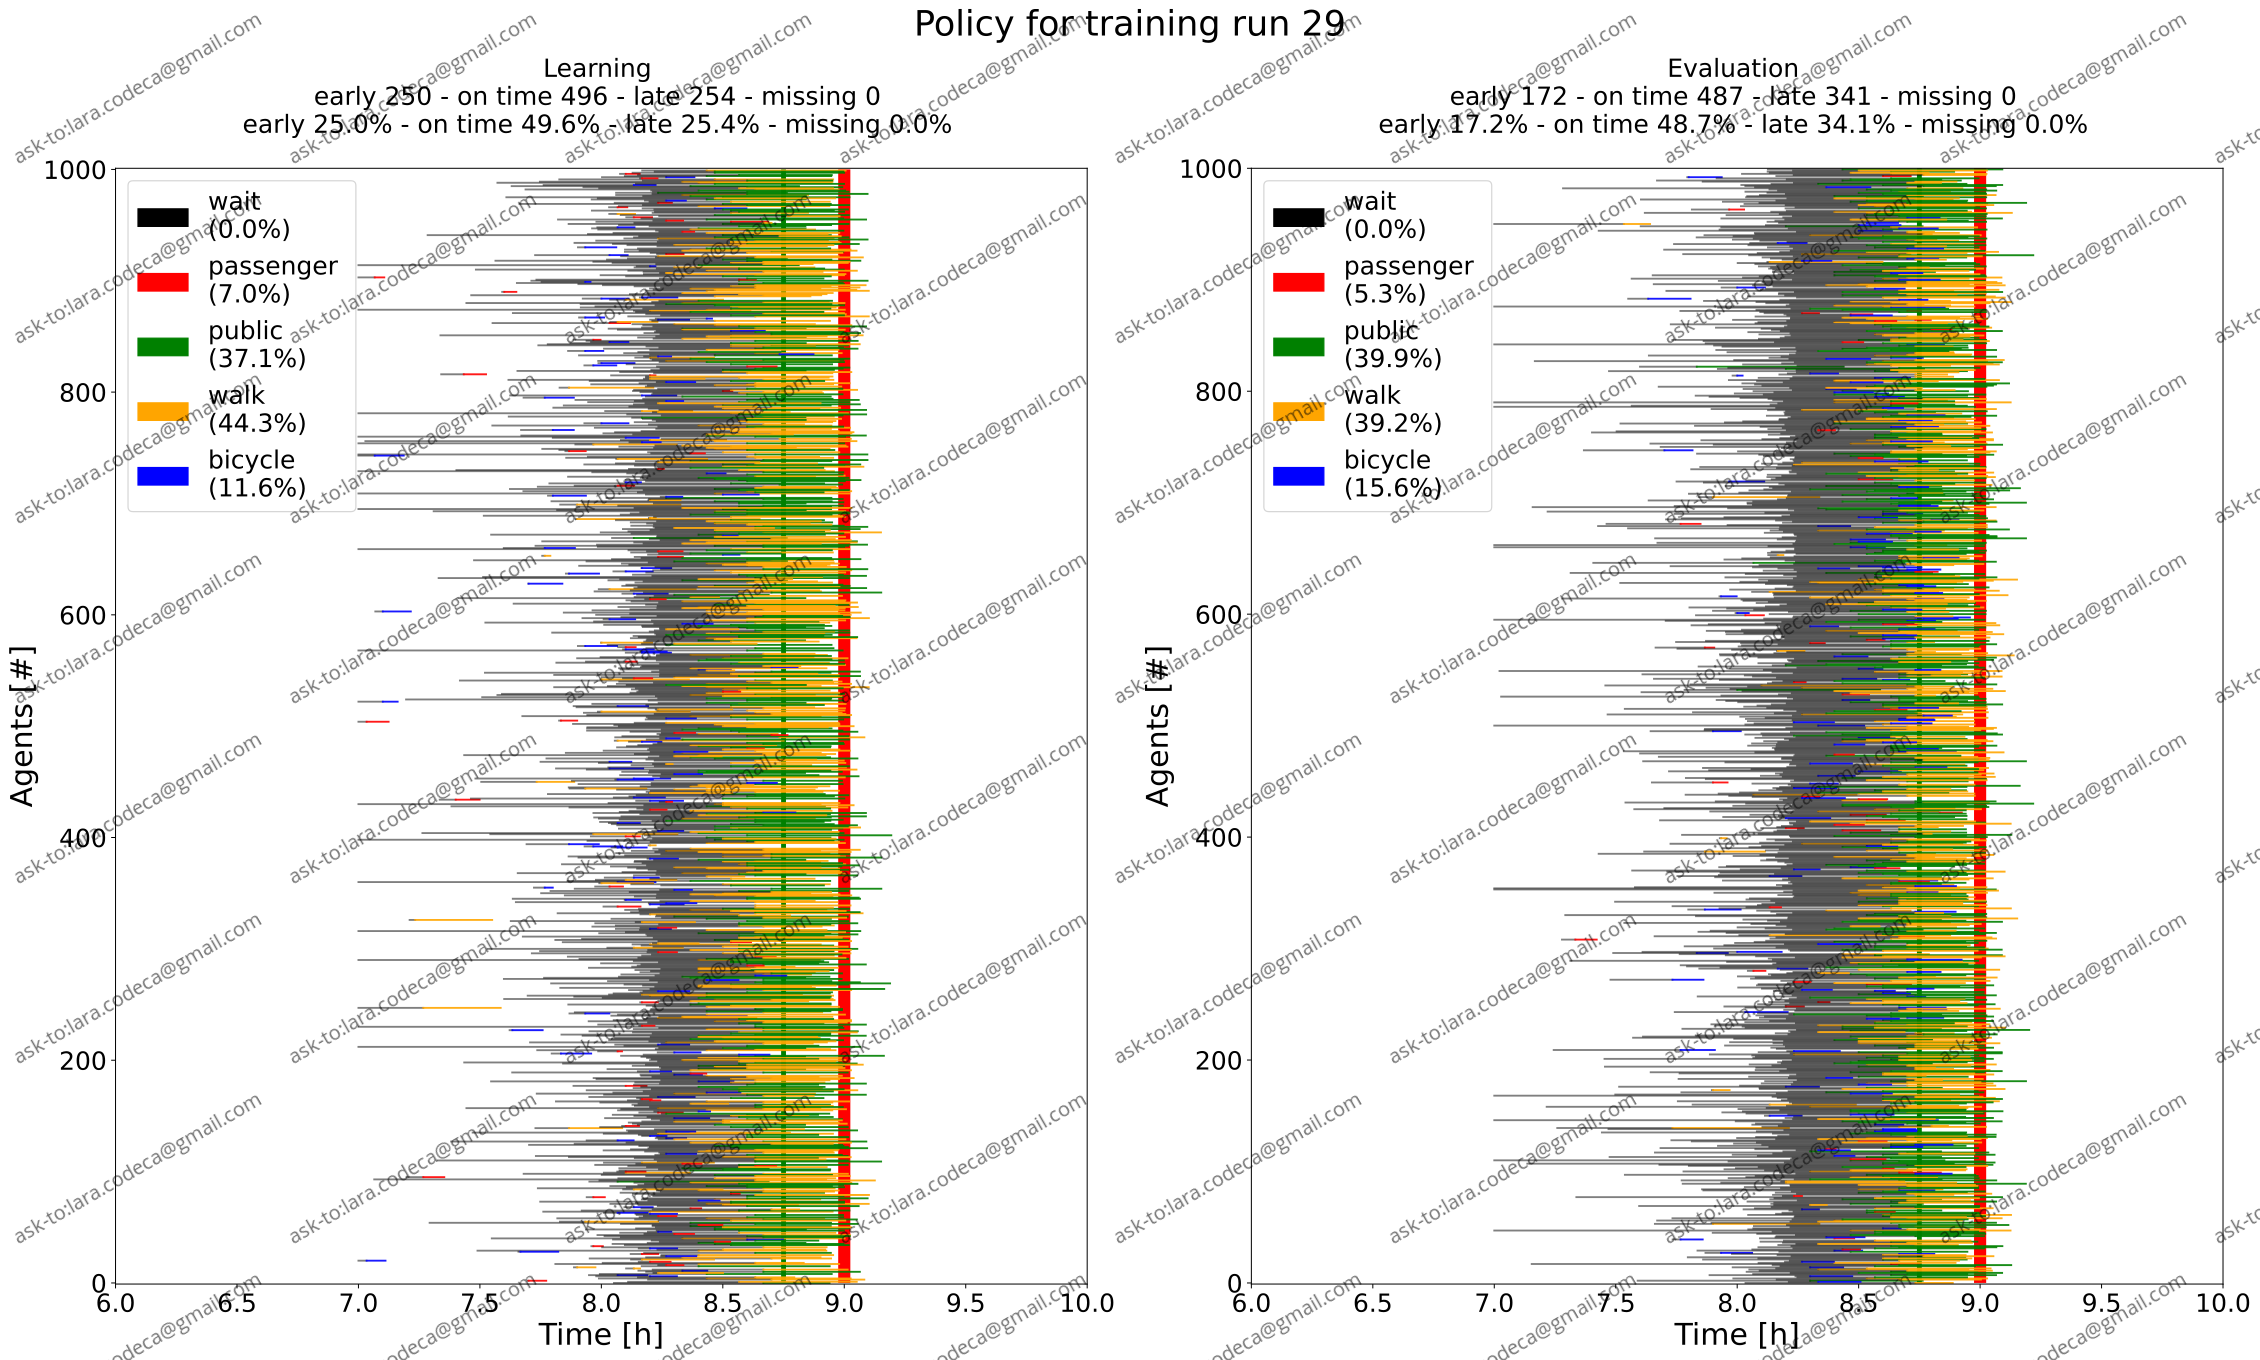 Policy for training run 29
Learning
early 250 - on time 496 - late 254 - missing 0
early 25.0% - on time 49.6% - late 25.4% - missing 0.0%
1000
800
600
400
200
0
Agents [#]
wait
(0.0%)
passenger
(7.0%)
public
(37.1%)
walk
(44.3%)
bicycle
(11.6%)
6.0 6.5 7.0 7.5 8.0 8.5 9.0 9.5 10.0
Time [h]
Evaluation
early 172 - on time 487 - late 341 - missing 0
early 17.2% - on time 48.7% - late 34.1% - missing 0.0%
1000
800
600
400
200
0
Agents [#]
wait
(0.0%)
passenger
(5.3%)
public
(39.9%)
walk
(39.2%)
bicycle
(15.6%)
6.0 6.5 7.0 7.5 8.0 8.5 9.0 9.5 10.0
Time [h]
ask-to:lara.codeca@gmail.com